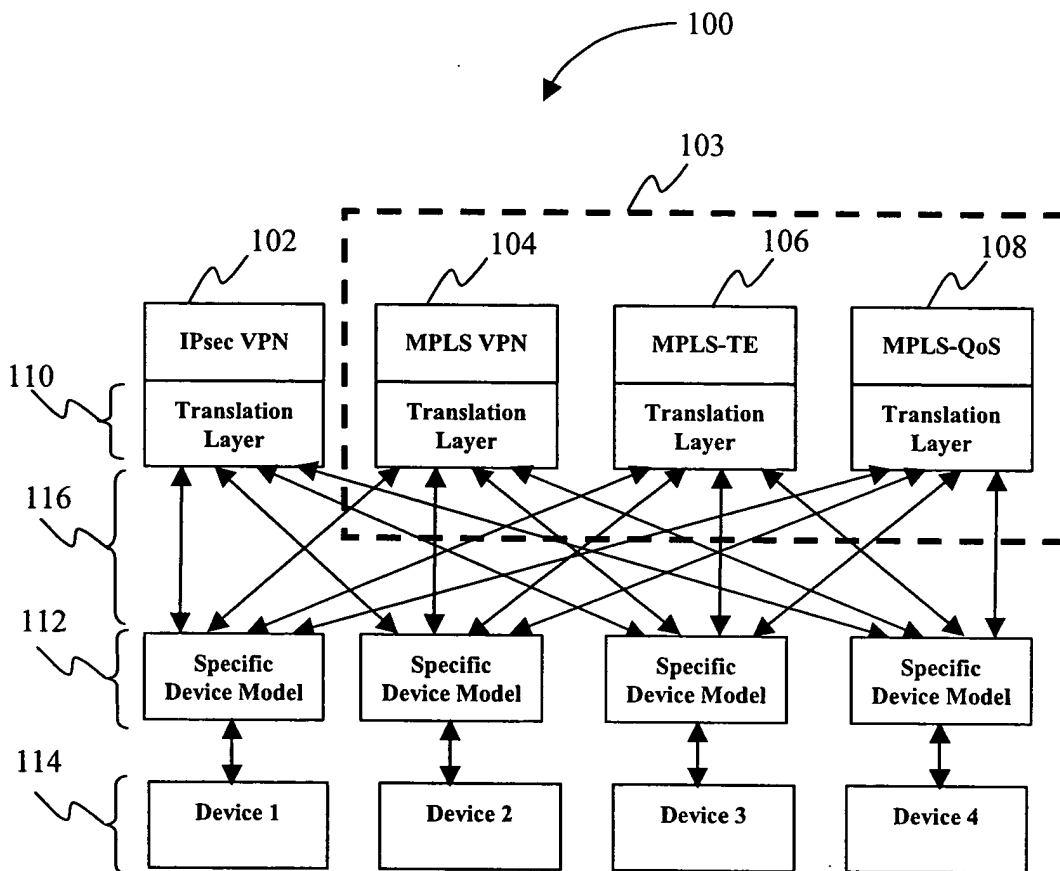 100
103
102
104
106
108
IPsec VPN
MPLS VPN
MPLS-TE
MPLS-QoS
110
Translation
Layer
Translation
Layer
Translation
Layer
Translation
Layer
116
112
Specific
Device Model
Specific
Device Model
Specific
Device Model
Specific
Device Model
114
Device 1
Device 2
Device 3
Device 4